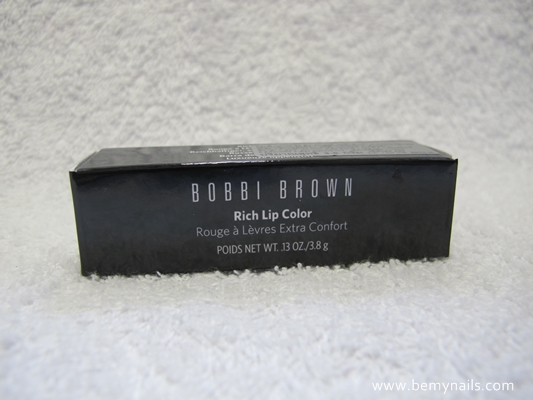 BOBBI BROWN
Rich Lip Color
Rouge à Lèvres Extra Confort
POIDS NET WT. .13 OZ./3.8 g
www.bemynails.com